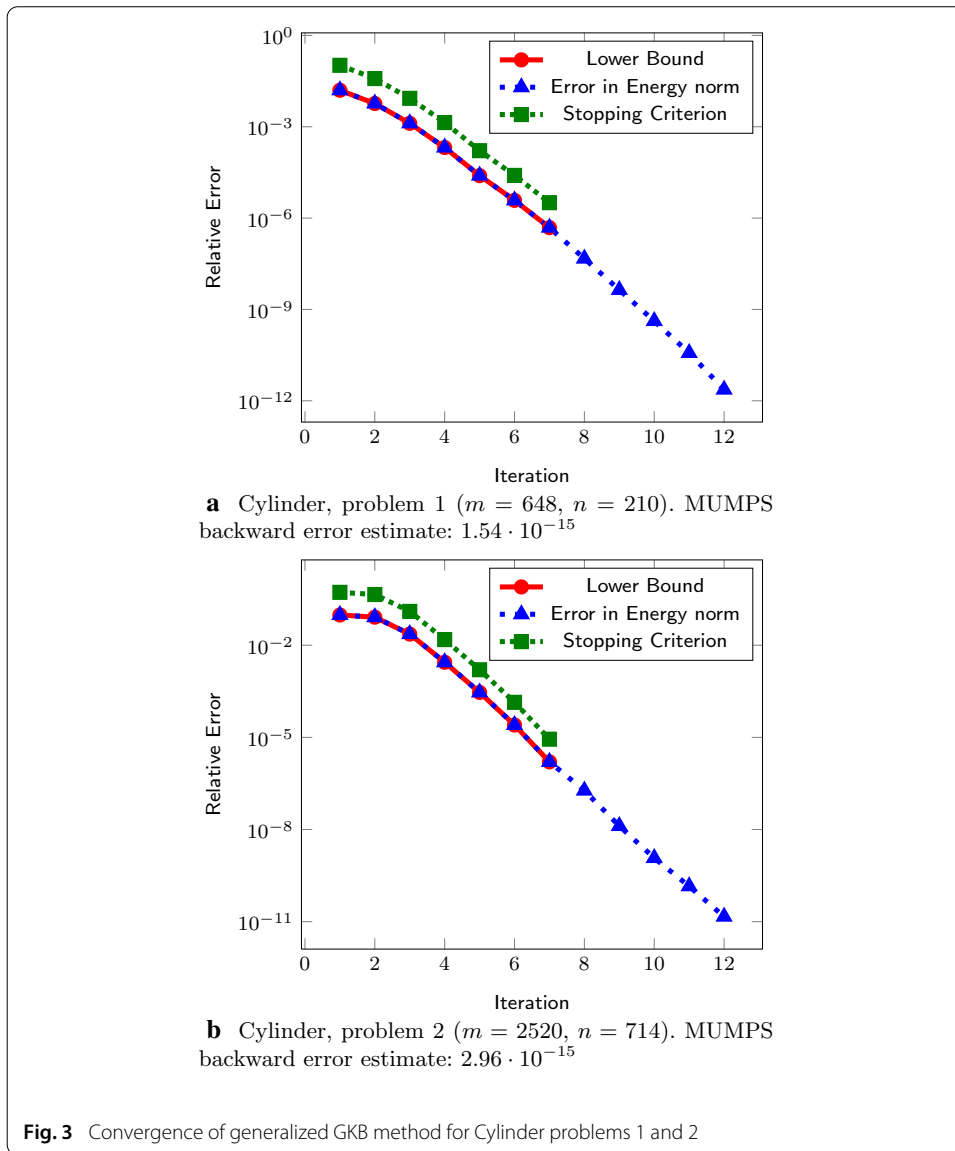 10^0
10^−3
10^−6
10^−9
10^−12
Relative Error
Lower Bound
Error in Energy norm
Stopping Criterion
0 2 4 6 8 10 12
Iteration
a Cylinder, problem 1 (m = 648, n = 210). MUMPS
backward error estimate: 1.54 · 10^−15
10^−2
10^−5
10^−8
10^−11
Relative Error
Lower Bound
Error in Energy norm
Stopping Criterion
0 2 4 6 8 10 12
Iteration
b Cylinder, problem 2 (m = 2520, n = 714). MUMPS
backward error estimate: 2.96 · 10^−15
Fig. 3 Convergence of generalized GKB method for Cylinder problems 1 and 2